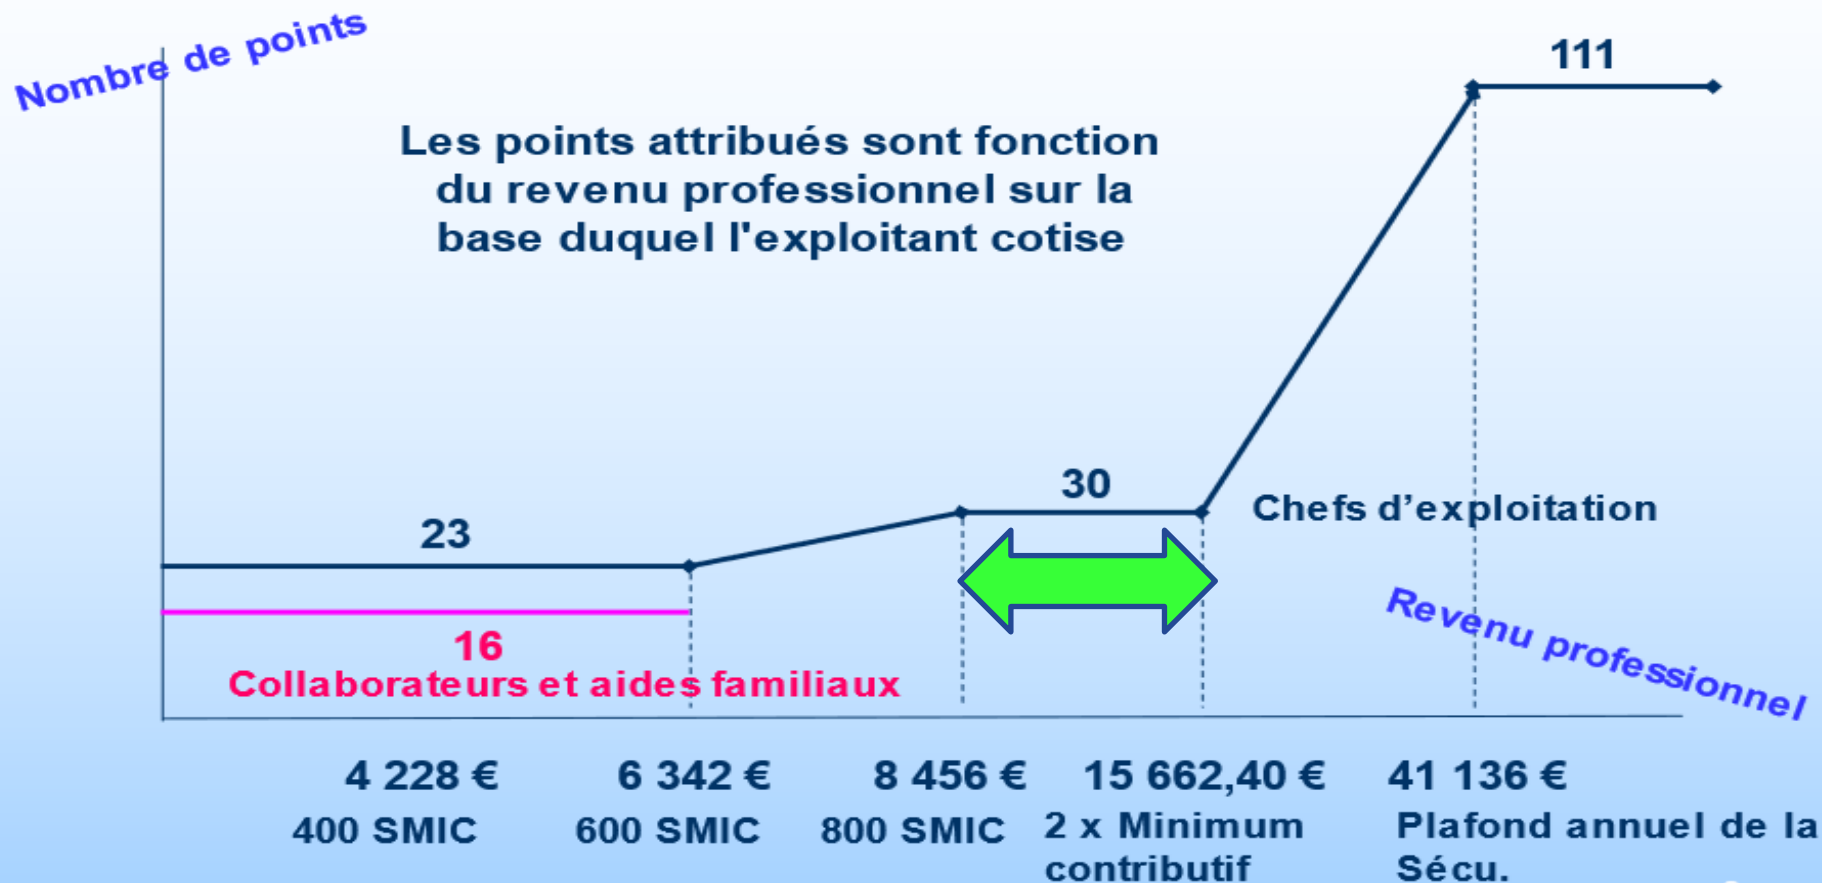 Nombre de points
111
Les points attribués sont fonction
du revenu professionnel sur la
base duquel l'exploitant cotise
30
Chefs d’exploitation
23
16
Collaborateurs et aides familiaux
Revenu professionnel
4 228 €
6 342 €
8 456 €
15 662,40 €
41 136 €
400 SMIC
600 SMIC
800 SMIC
2 x Minimum
contributif
Plafond annuel de la
Sécu.